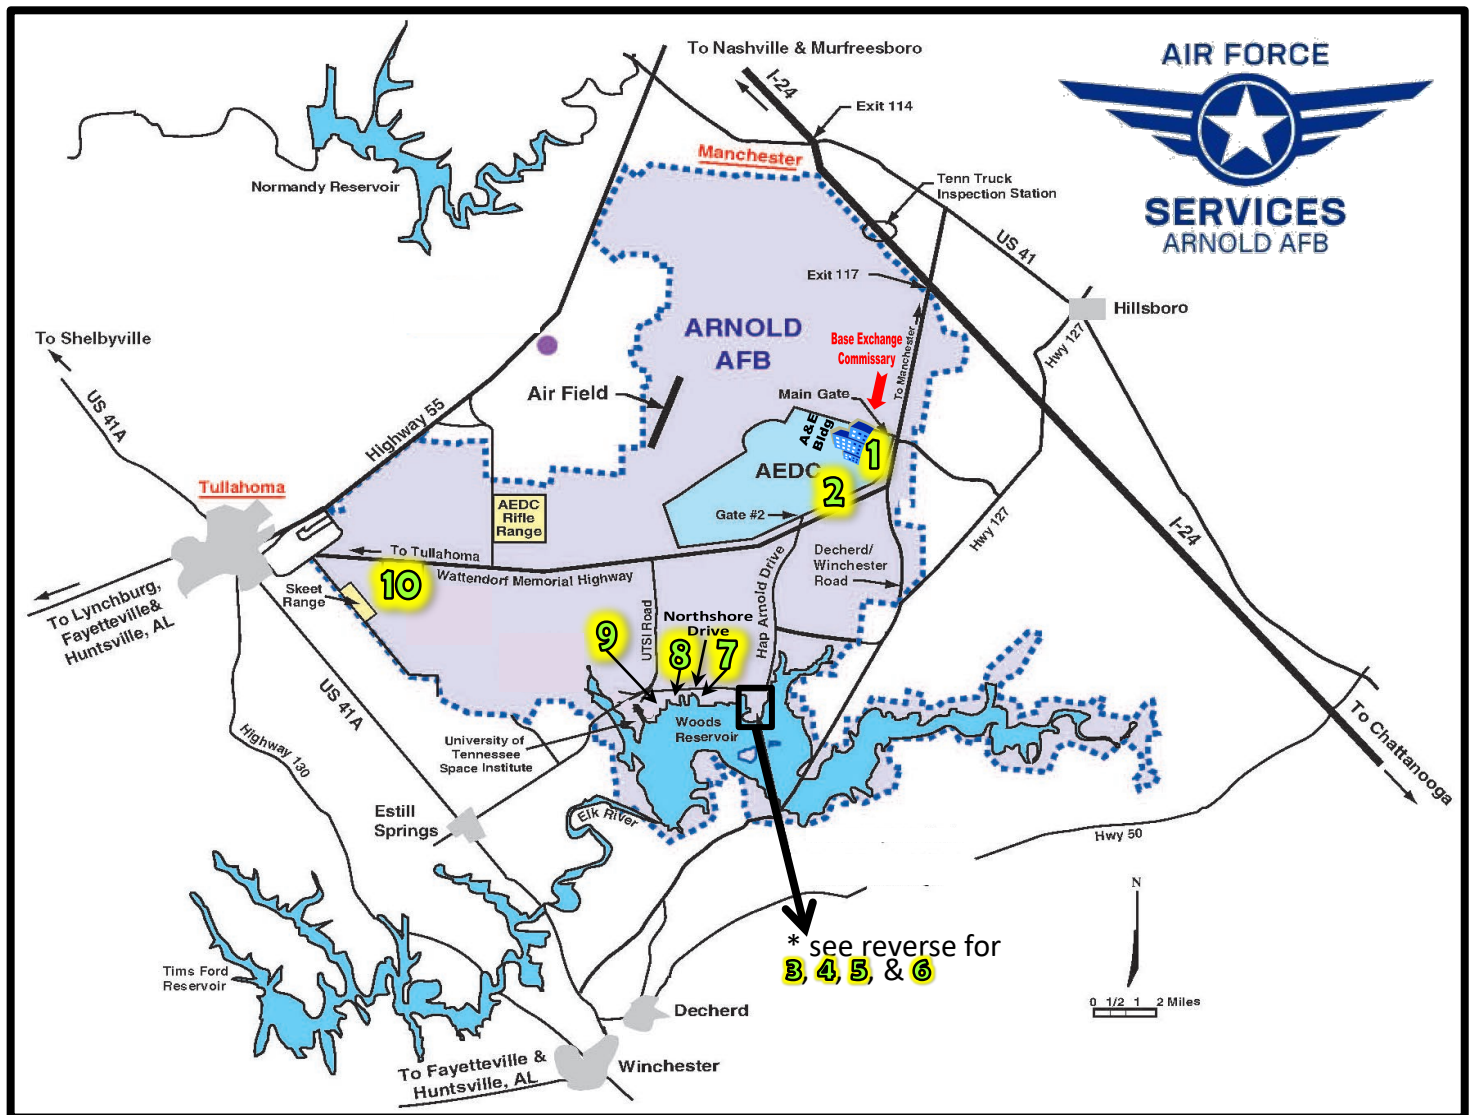 To Nashville & Murfreesboro
I-24
Exit 114
AIR FORCE
SERVICES
ARNOLD AFB
Manchester
Tenn Truck
Inspection Station
Normandy Reservoir
US 41
Exit 117
Hillsboro
Hwy 127
To Shelbyville
US 41A
ARNOLD
AFB
Base Exchange
Commissary
To Manchester
Main Gate
Air Field
Highway 55
A&E
Bldg
1
AEDC
2
Tullahoma
AEDC
Rifle
Range
Gate #2
Hwy 127
I-24
To Tullahoma
Wattendorf Memorial Highway
Decherd/
Winchester
Road
Skeet
Range
10
To Lynchburg,
Fayetteville&
Huntsville, AL
UTSI Road
Northshore
Drive
Hap Arnold Drive
9
8
7
US 41A
Highway 130
Woods
Reservoir
University of
Tennessee
Space Institute
To Chattanooga
Estill
Springs
Elk River
Hwy 50
N
* see reverse for
3, 4, 5, & 6
Tims Ford
Reservoir
0 1/2 1 2 Miles
Decherd
Winchester
To Fayetteville &
Huntsville, AL